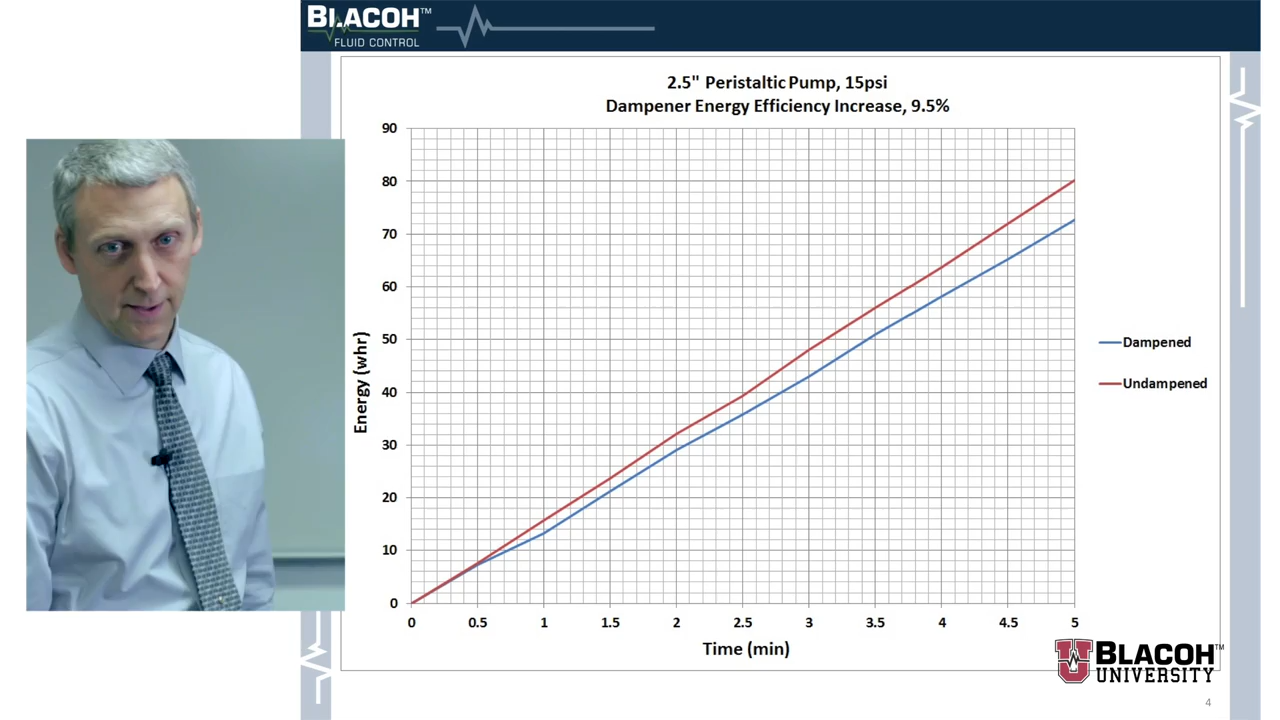 BLACOH™
FLUID CONTROL
2.5" Peristaltic Pump, 15psi
Dampener Energy Efficiency Increase, 9.5%
90
80
70
60
50
40
30
20
10
0
Energy (whr)
0 0.5 1 1.5 2 2.5 3 3.5 4 4.5 5
Time (min)
Dampened
Undampened
U BLACOH™
UNIVERSITY
4